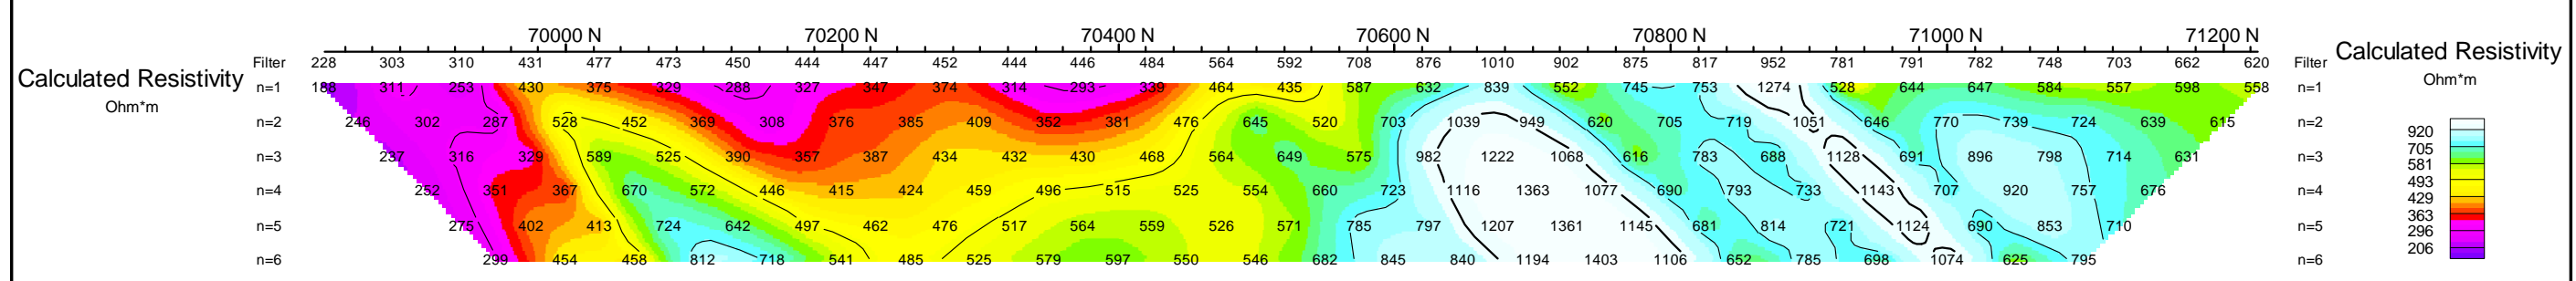 70000 N 70200 N 70400 N 70600 N 70800 N 71000 N 71200 N
Calculated Resistivity
Ohm*m
Filter 228 303 310 431 477 473 450 444 447 452 444 446 484 564 592 708 876 1010 902 875 817 952 781 791 782 748 703 662 620 Filter
n=1 188 311 253 430 375 329 288 327 347 374 314 293 339 464 435 587 632 839 552 745 753 1274 528 644 647 584 557 598 558 n=1
n=2 246 302 287 528 452 369 308 376 385 409 352 381 476 645 520 703 1039 949 620 705 719 1051 646 770 739 724 639 615 n=2
n=3 237 316 329 589 525 390 357 387 434 432 430 468 564 649 575 982 1222 1068 616 783 688 1128 691 896 798 714 631 n=3
n=4 252 351 367 670 572 446 415 424 459 496 515 525 554 660 723 1116 1363 1077 690 793 733 1143 707 920 757 676 n=4
n=5 275 402 413 724 642 497 462 476 517 564 559 526 571 785 797 1207 1361 1145 681 814 721 1124 690 853 710 n=5
n=6 299 454 458 812 718 541 485 525 579 597 550 546 682 845 840 1194 1403 1106 652 785 698 1074 625 795 n=6
Calculated Resistivity
Ohm*m
920
705
581
493
429
363
296
206